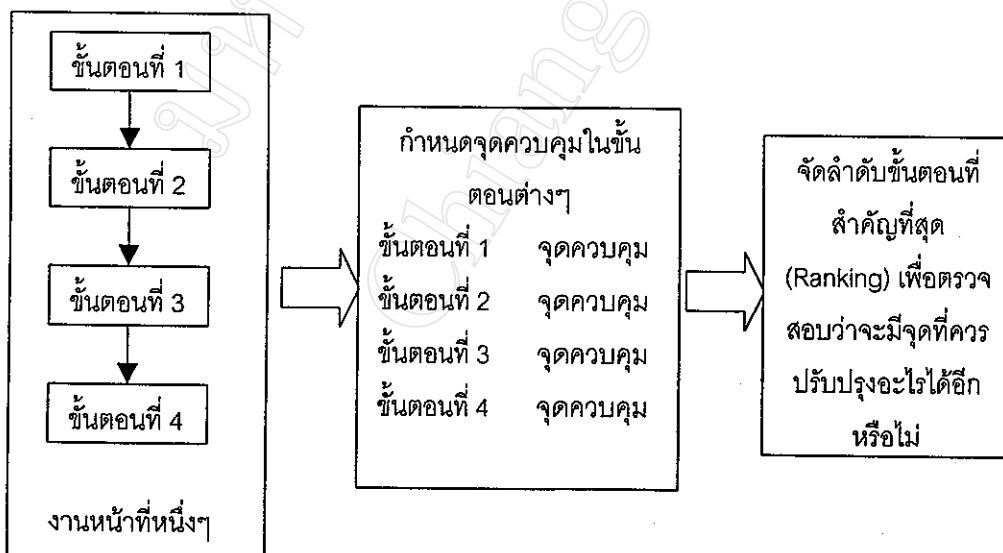 ขั้นตอนที่ 1
ขั้นตอนที่ 2
ขั้นตอนที่ 3
ขั้นตอนที่ 4
งานหน้าที่หนึ่งๆ
กำหนดจุดควบคุมในขั้น
ตอนต่างๆ
ขั้นตอนที่ 1 จุดควบคุม
ขั้นตอนที่ 2 จุดควบคุม
ขั้นตอนที่ 3 จุดควบคุม
ขั้นตอนที่ 4 จุดควบคุม
จัดลำดับขั้นตอนที่
สำคัญที่สุด
(Ranking) เพื่อตรวจ
สอบว่าจะมีจุดที่ควร
ปรับปรุงอะไรได้อีก
หรือไม่
Chiang